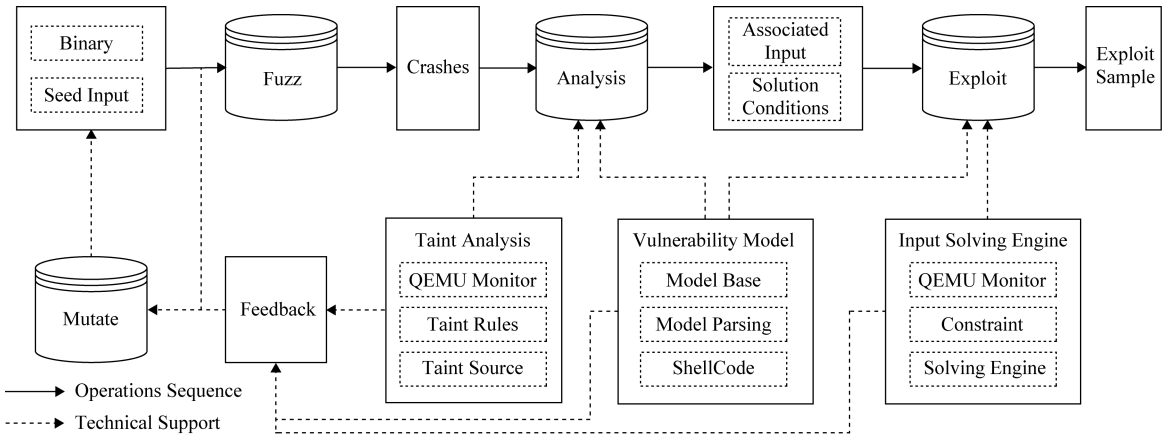 Binary
Seed Input
Fuzz
Crashes
Analysis
Associated
Input
Solution
Conditions
Exploit
Exploit
Sample
Mutate
Feedback
Taint Analysis
QEMU Monitor
Taint Rules
Taint Source
Vulnerability Model
Model Base
Model Parsing
ShellCode
Input Solving Engine
QEMU Monitor
Constraint
Solving Engine
Operations Sequence
Technical Support